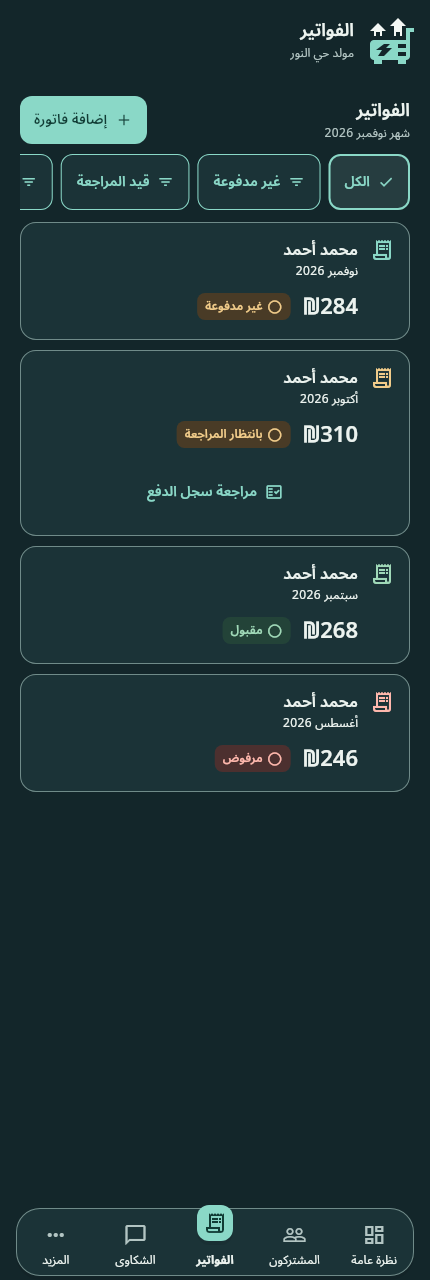 الفواتير
مولد حي النور
الفواتير
شهر نوفمبر 2026
إضافة فاتورة
الكل
غير مدفوعة
قيد المراجعة
محمد أحمد
نوفمبر 2026
₪284
غير مدفوعة
محمد أحمد
أكتوبر 2026
₪310
بانتظار المراجعة
مراجعة سجل الدفع
محمد أحمد
سبتمبر 2026
₪268
مقبول
محمد أحمد
أغسطس 2026
₪246
مرفوض
نظرة عامة
المشتركون
الفواتير
الشكاوى
المزيد